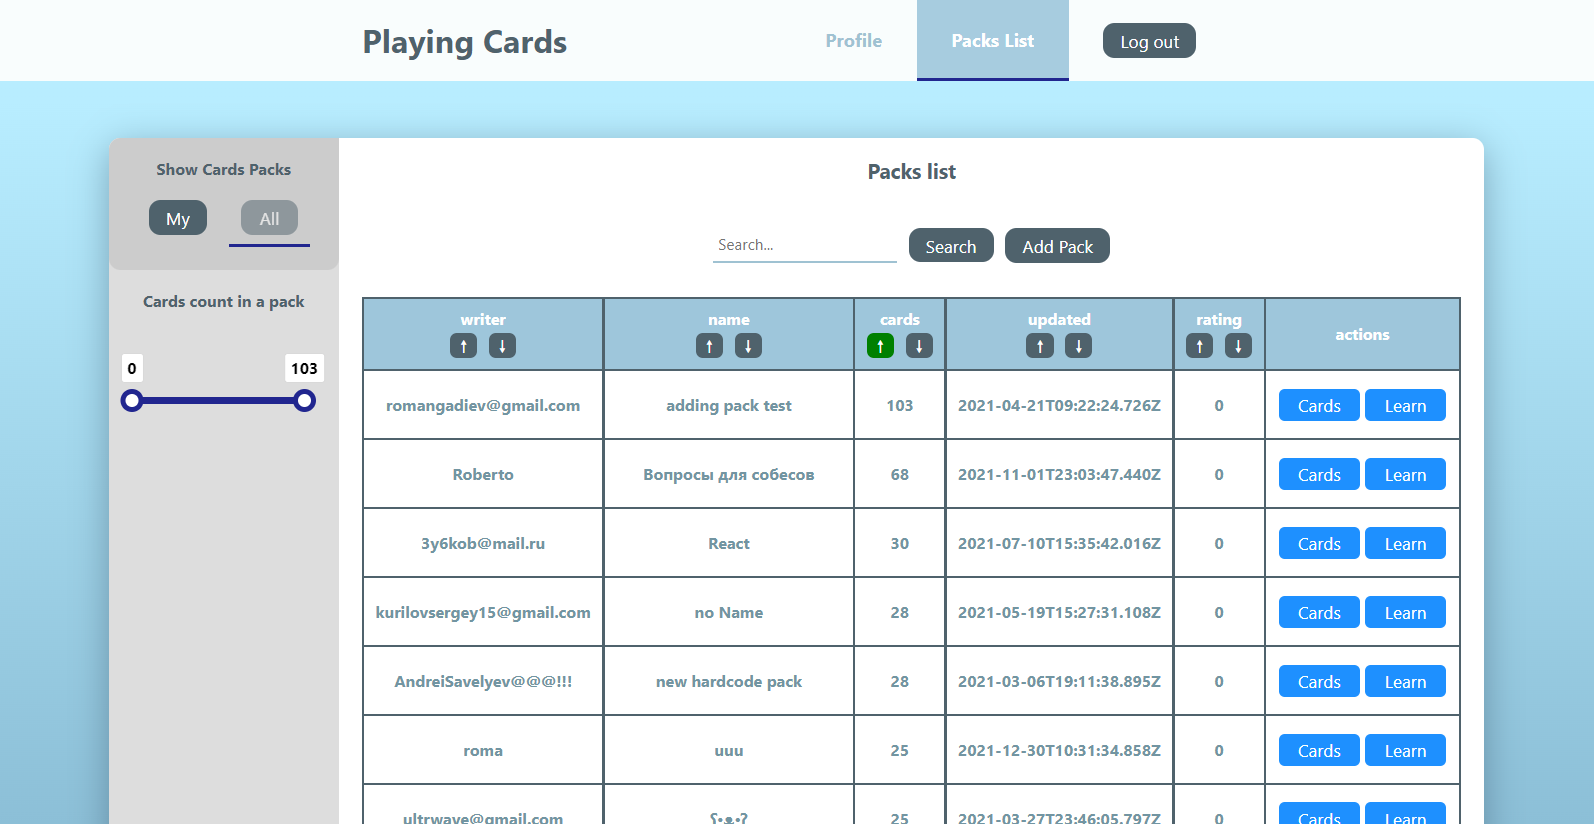 Playing Cards Profile Packs List Log out
Show Cards Packs
My All
Cards count in a pack
0 103
Packs list
Search... Search Add Pack
writer name cards updated rating actions
↑ ↓ ↑ ↓ ↑ ↓ ↑ ↓ ↑ ↓
romangadiev@gmail.com adding pack test 103 2021-04-21T09:22:24.726Z 0 Cards Learn
Roberto Вопросы для собесов 68 2021-11-01T23:03:47.440Z 0 Cards Learn
3y6kob@mail.ru React 30 2021-07-10T15:35:42.016Z 0 Cards Learn
kurilovsergey15@gmail.com no Name 28 2021-05-19T15:27:31.108Z 0 Cards Learn
AndreiSavelyev@@@!!! new hardcode pack 28 2021-03-06T19:11:38.895Z 0 Cards Learn
roma uuu 25 2021-12-30T10:31:34.858Z 0 Cards Learn
ultrwave@gmail.com ʕ•ᴥ•ʔ 25 2021-03-27T23:46:05.797Z 0 Cards Learn